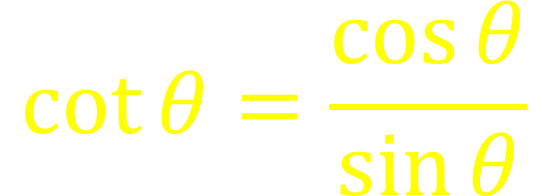 cot θ = cos θ / sin θ